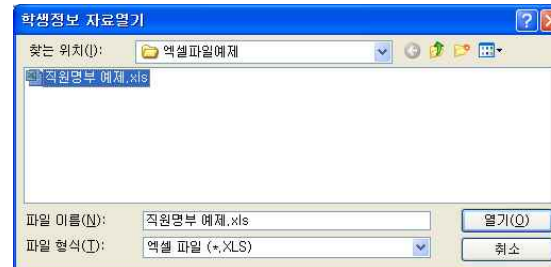 학생정보 자료열기
찾는 위치(I): 엑셀파일예제
직원명부 예제.xls
파일 이름(N): 직원명부 예제.xls 열기(O)
파일 형식(T): 엑셀 파일 (*.XLS) 취소